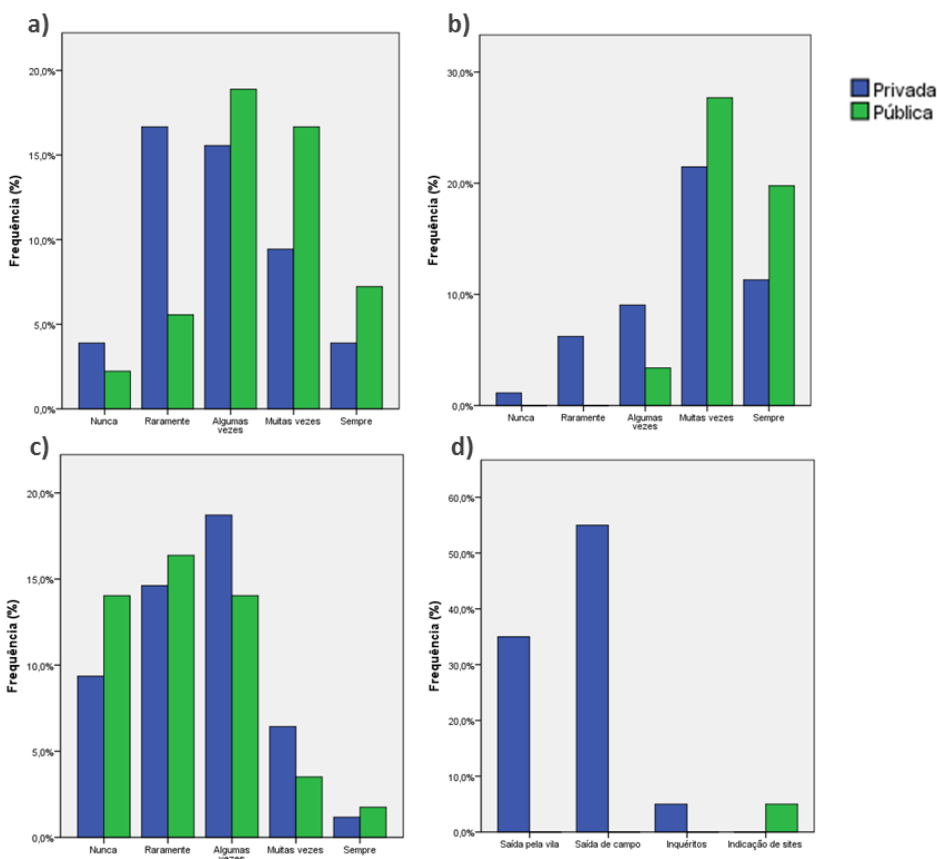 a)
Frequência (%)
20,0%
15,0%
10,0%
5,0%
0,0%
Nunca
Raramente
Algumas
vezes
Muitas vezes
Sempre
b)
Frequência (%)
30,0%
20,0%
10,0%
0,0%
Nunca
Raramente
Algumas
vezes
Muitas vezes
Sempre
Privada
Pública
c)
Frequência (%)
20,0%
15,0%
10,0%
5,0%
0,0%
Nunca
Raramente
Algumas
vezes
Muitas vezes
Sempre
d)
Frequência (%)
60,0%
50,0%
40,0%
30,0%
20,0%
10,0%
0,0%
Saída pela vila
Saída de campo
Inquéritos
Indicação de sites